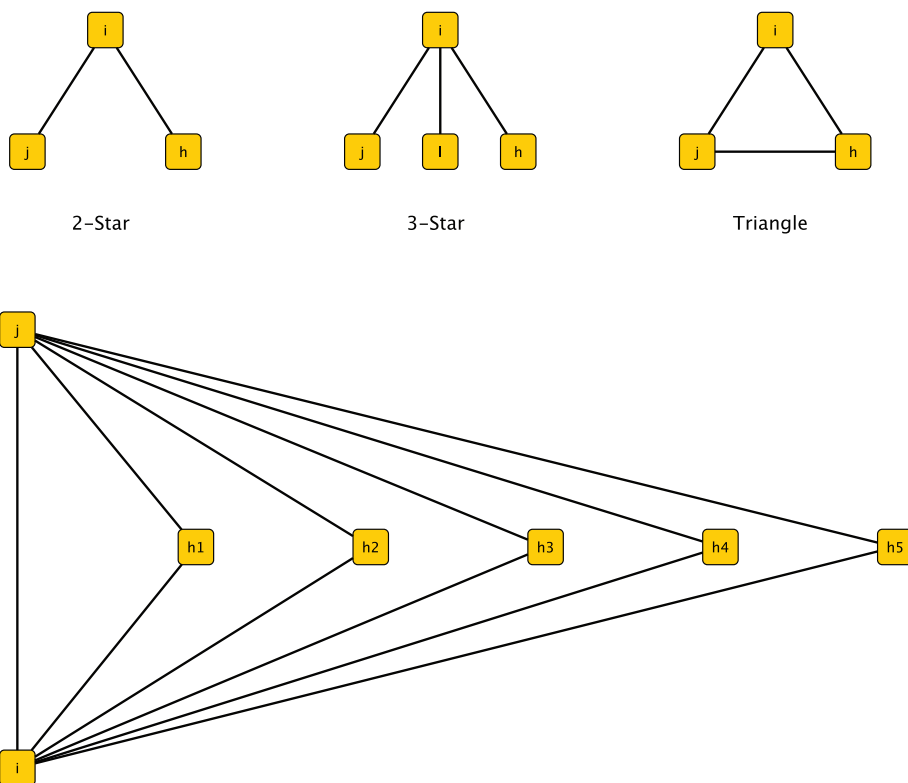 i i i
j h j l h j h
2-Star 3-Star Triangle
j
h1 h2 h3 h4 h5
i